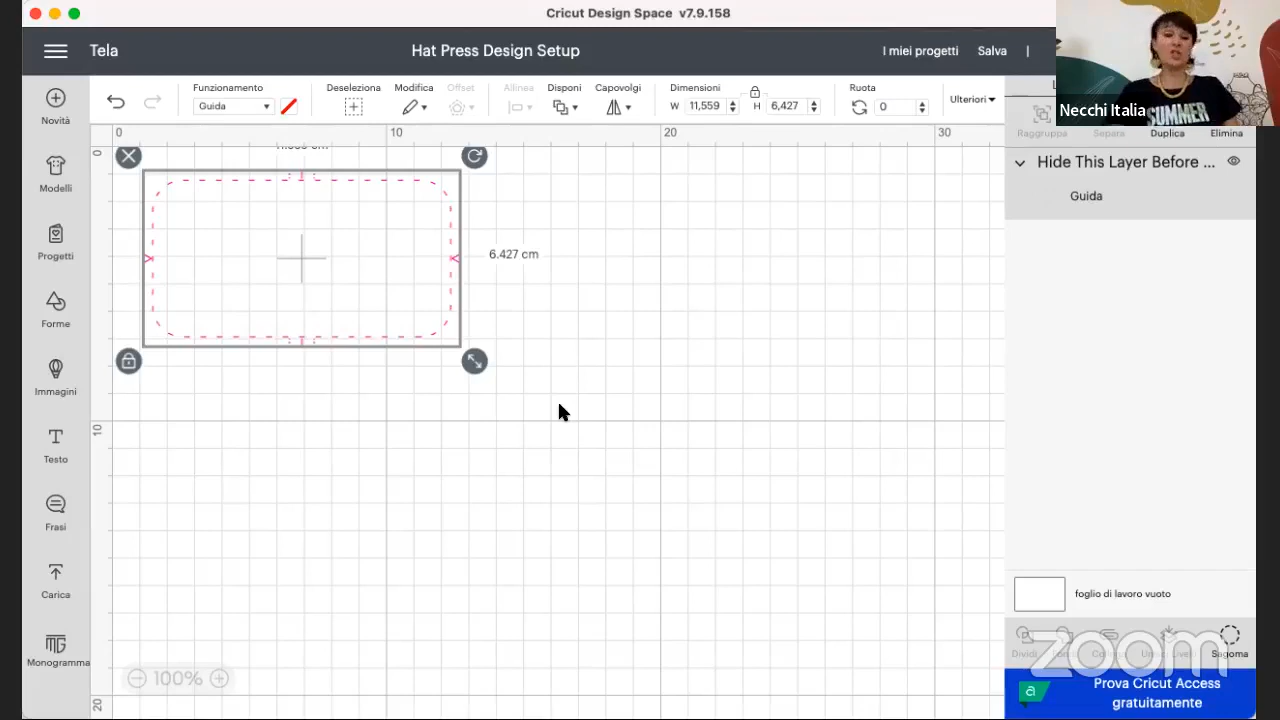 Cricut Design Space v7.9.158
Tela
Hat Press Design Setup
I miei progetti
Salva
|
Necchi Italia
SUMMER
Funzionamento
Guida
Deseleziona
Modifica
Offset
Allinea
Disponi
Capovolgi
Dimensioni
W 11,559
H 6,427
Ruota
0
Ulteriori
Raggruppa
Separa
Duplica
Elimina
0
10
20
30
0
10
20
6.427 cm
Novità
Modelli
Progetti
Forme
Immagini
Testo
Frasi
Carica
Monogramma
100%
Hide This Layer Before ...
Guida
foglio di lavoro vuoto
Dividi
Sagoma
zoom
a
Prova Cricut Access
gratuitamente